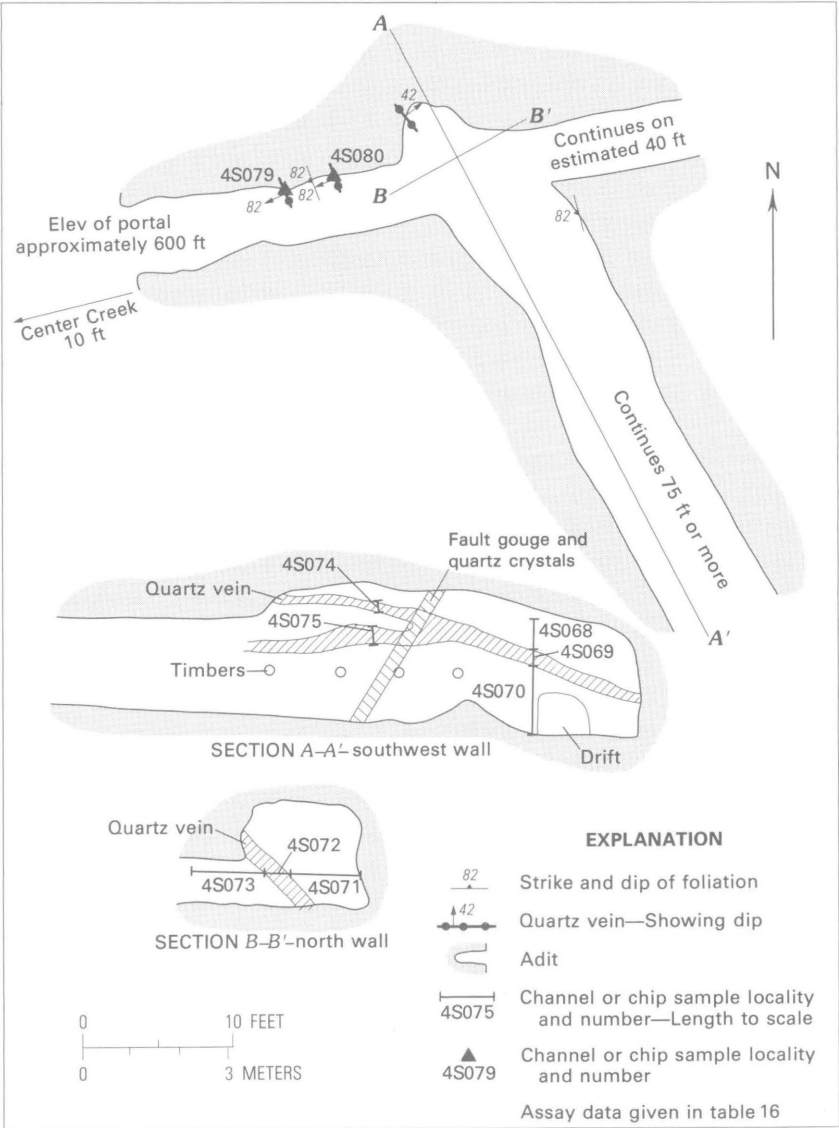 A
42
B'
Continues on
estimated 40 ft
4S080
4S079
82
82
82
B
N
82
Elev of portal
approximately 600 ft
Center Creek
10 ft
Continues 75 ft or more
A'
Fault gouge and
quartz crystals
4S074
Quartz vein
4S075
4S068
4S069
Timbers
4S070
SECTION A–A'–southwest wall
Drift
Quartz vein
4S072
4S073
4S071
SECTION B–B'–north wall
EXPLANATION
82
Strike and dip of foliation
42
Quartz vein—Showing dip
Adit
4S075
Channel or chip sample locality
and number—Length to scale
4S079
Channel or chip sample locality
and number
Assay data given in table 16
0 10 FEET
0 3 METERS